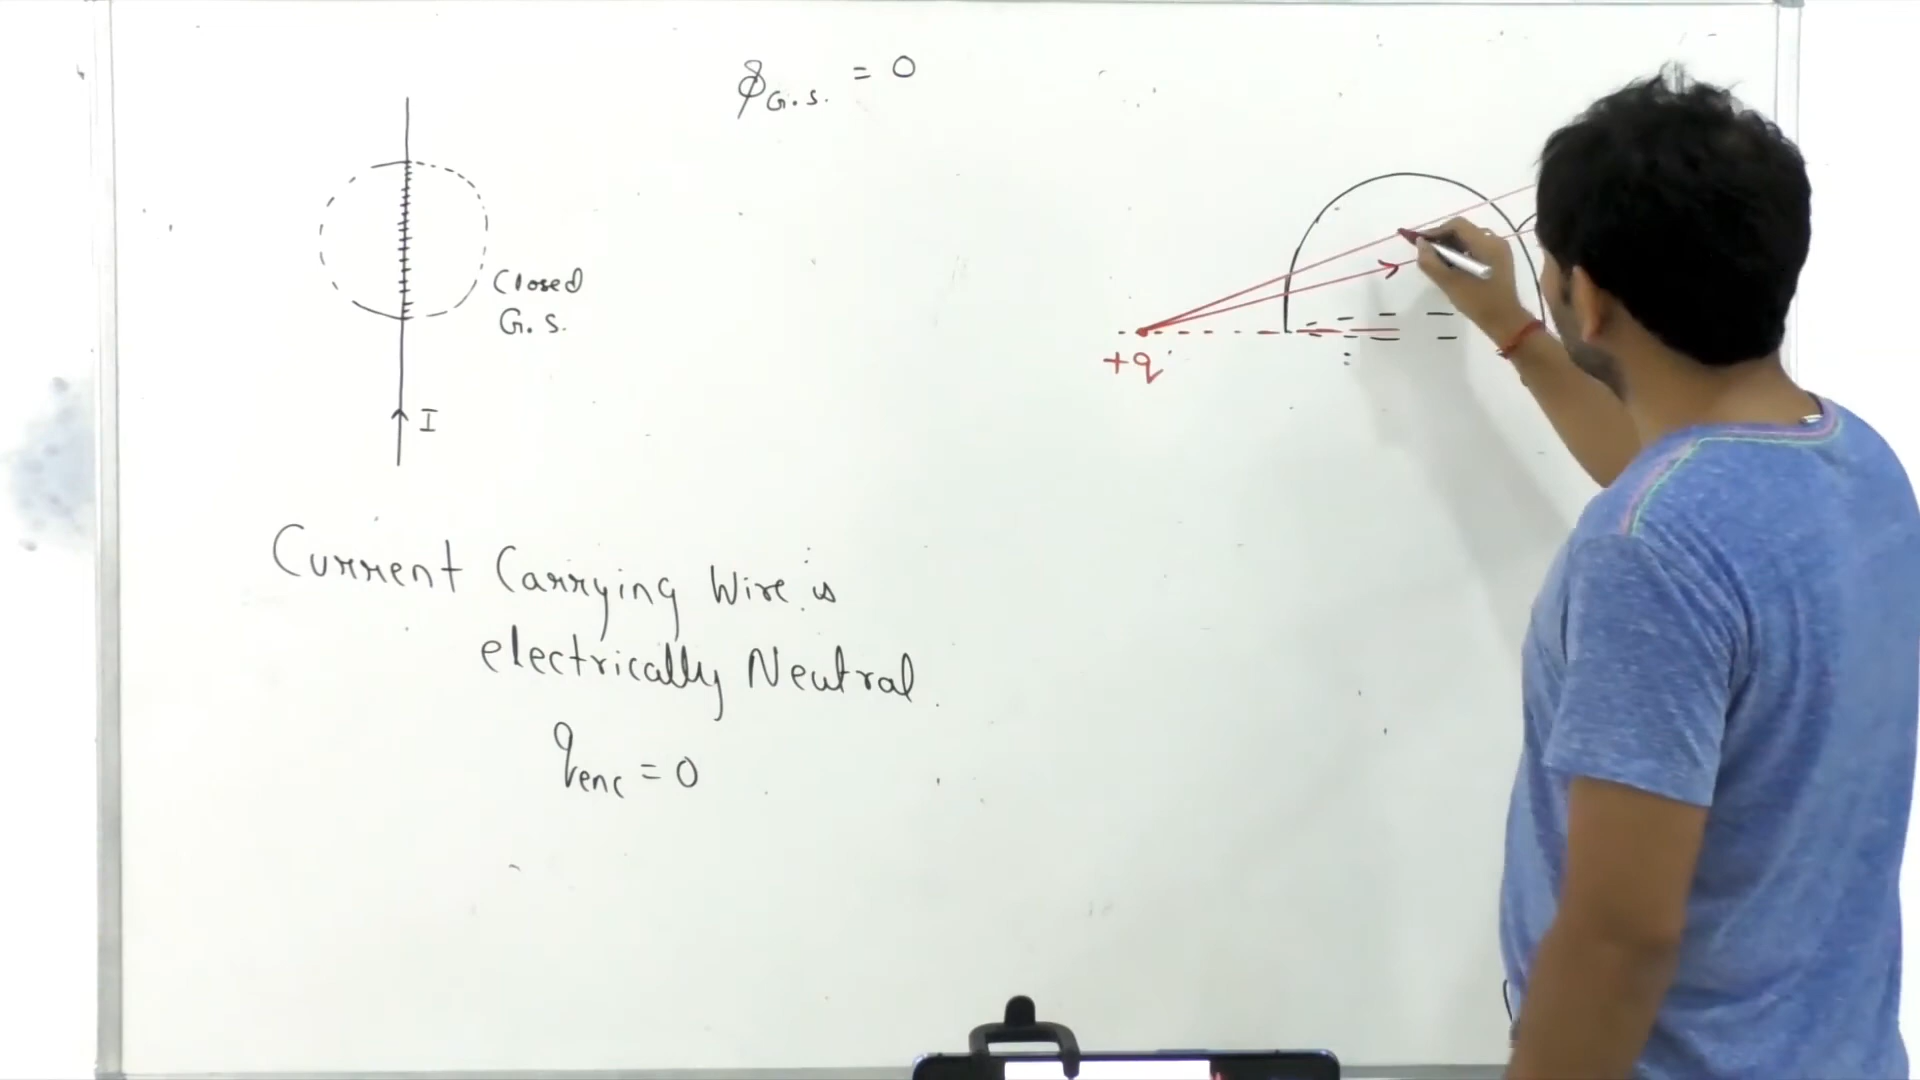 ϕG.s. = 0
Closed
G.s.
I
+q
Current Carrying Wire is
electrically Neutral.
qenc = 0